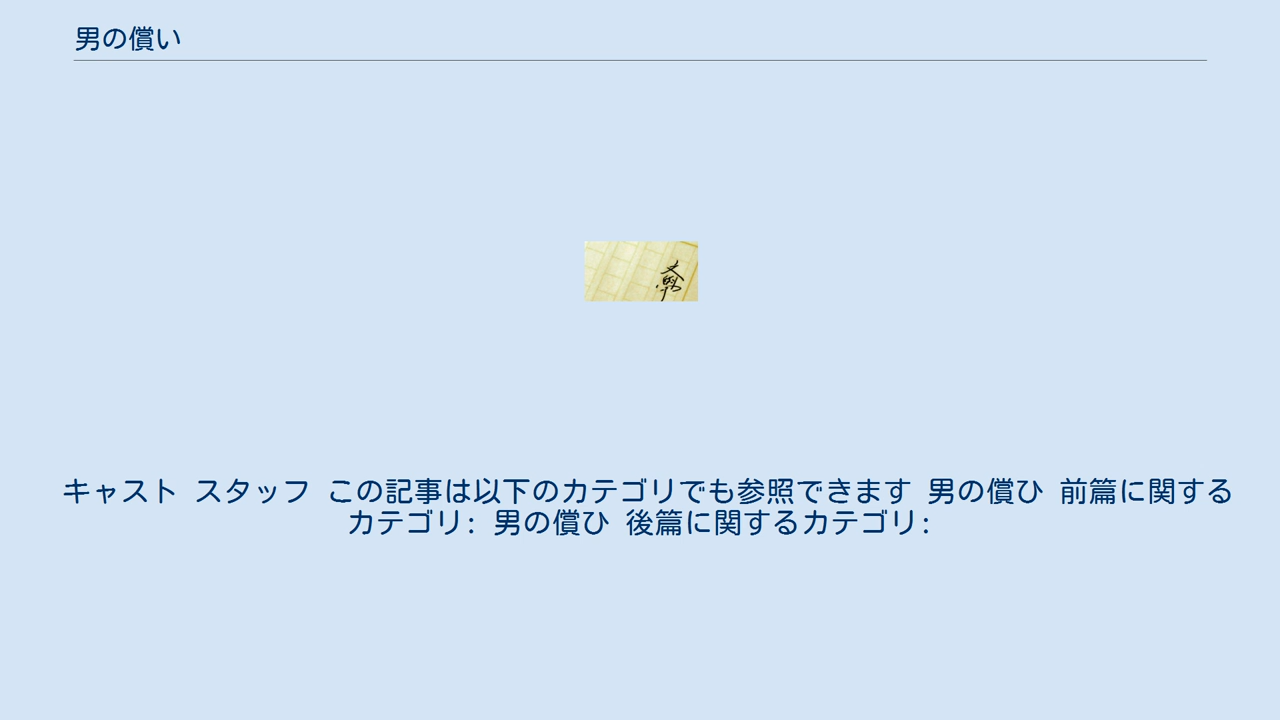 男の償い
キャスト スタッフ この記事は以下のカテゴリでも参照できます 男の償ひ 前篇に関する
カテゴリ: 男の償ひ 後篇に関するカテゴリ: